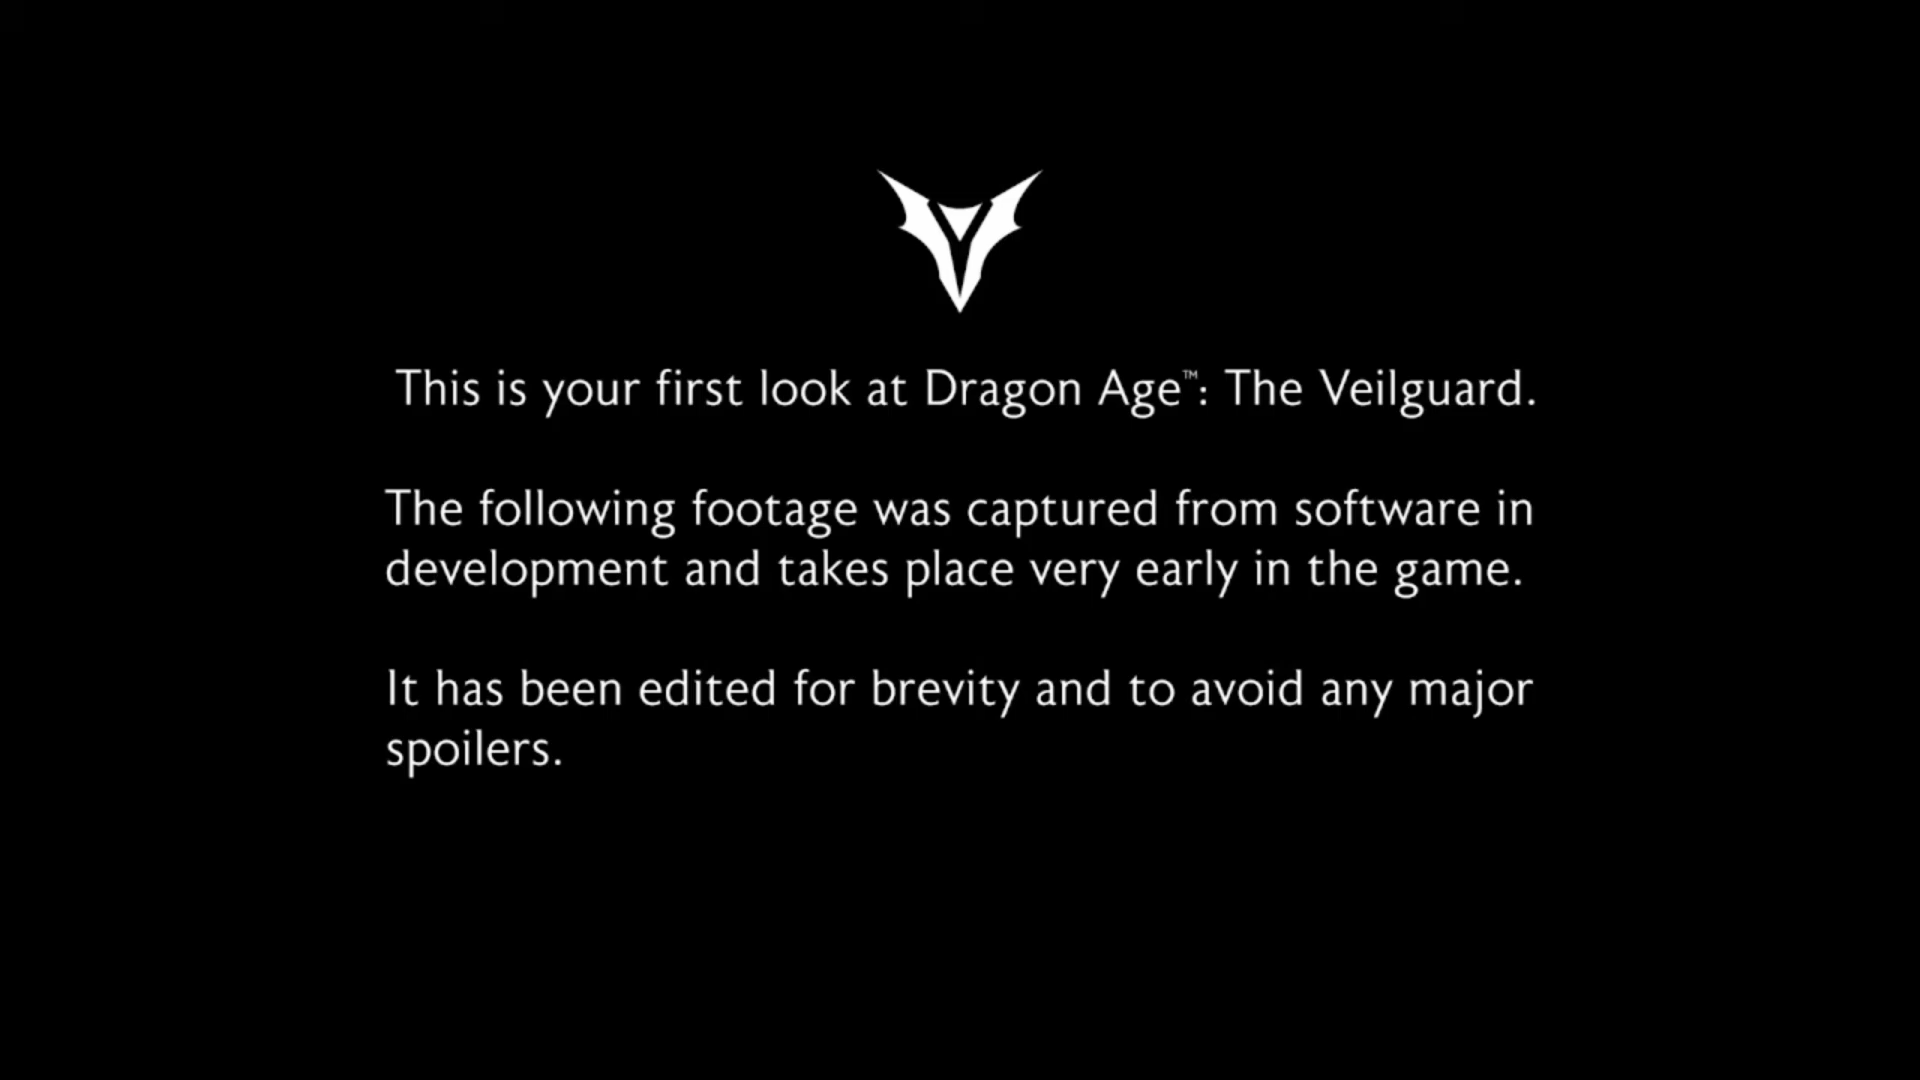 This is your first look at Dragon Age™: The Veilguard.
The following footage was captured from software in
development and takes place very early in the game.
It has been edited for brevity and to avoid any major
spoilers.